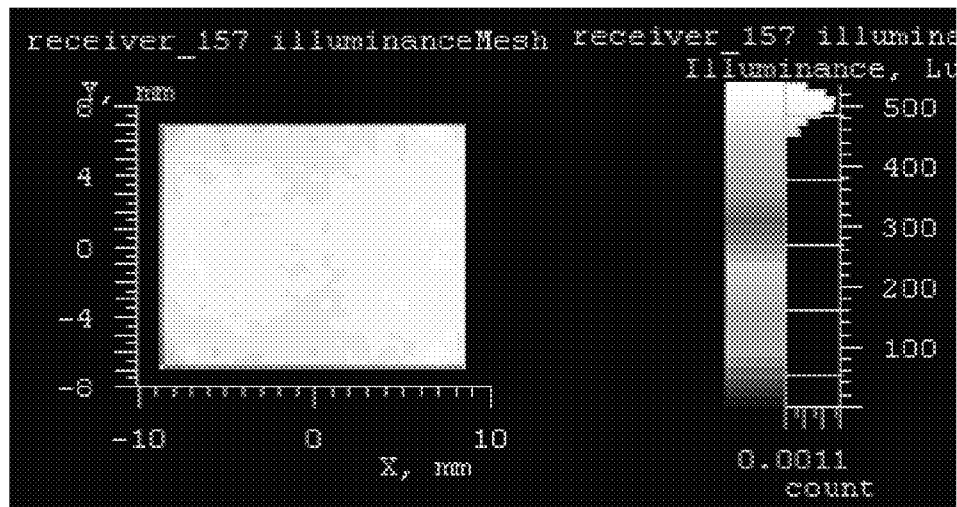 receiver_157 illuminanceMesh
receiver_157 illumina
Illuminance, Lu
Y, mm
8
4
0
-4
-8
-10
0
10
X, mm
500
400
300
200
100
0.0011
count